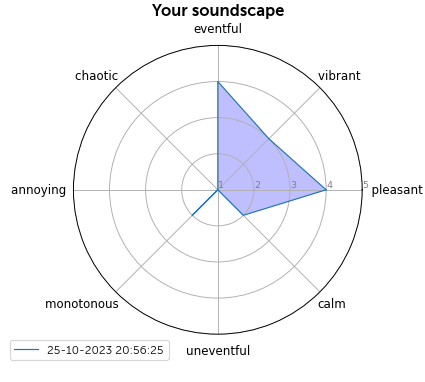 Your soundscape
eventful
chaotic
vibrant
annoying
1
2
3
4
5
pleasant
monotonous
calm
25-10-2023 20:56:25
uneventful